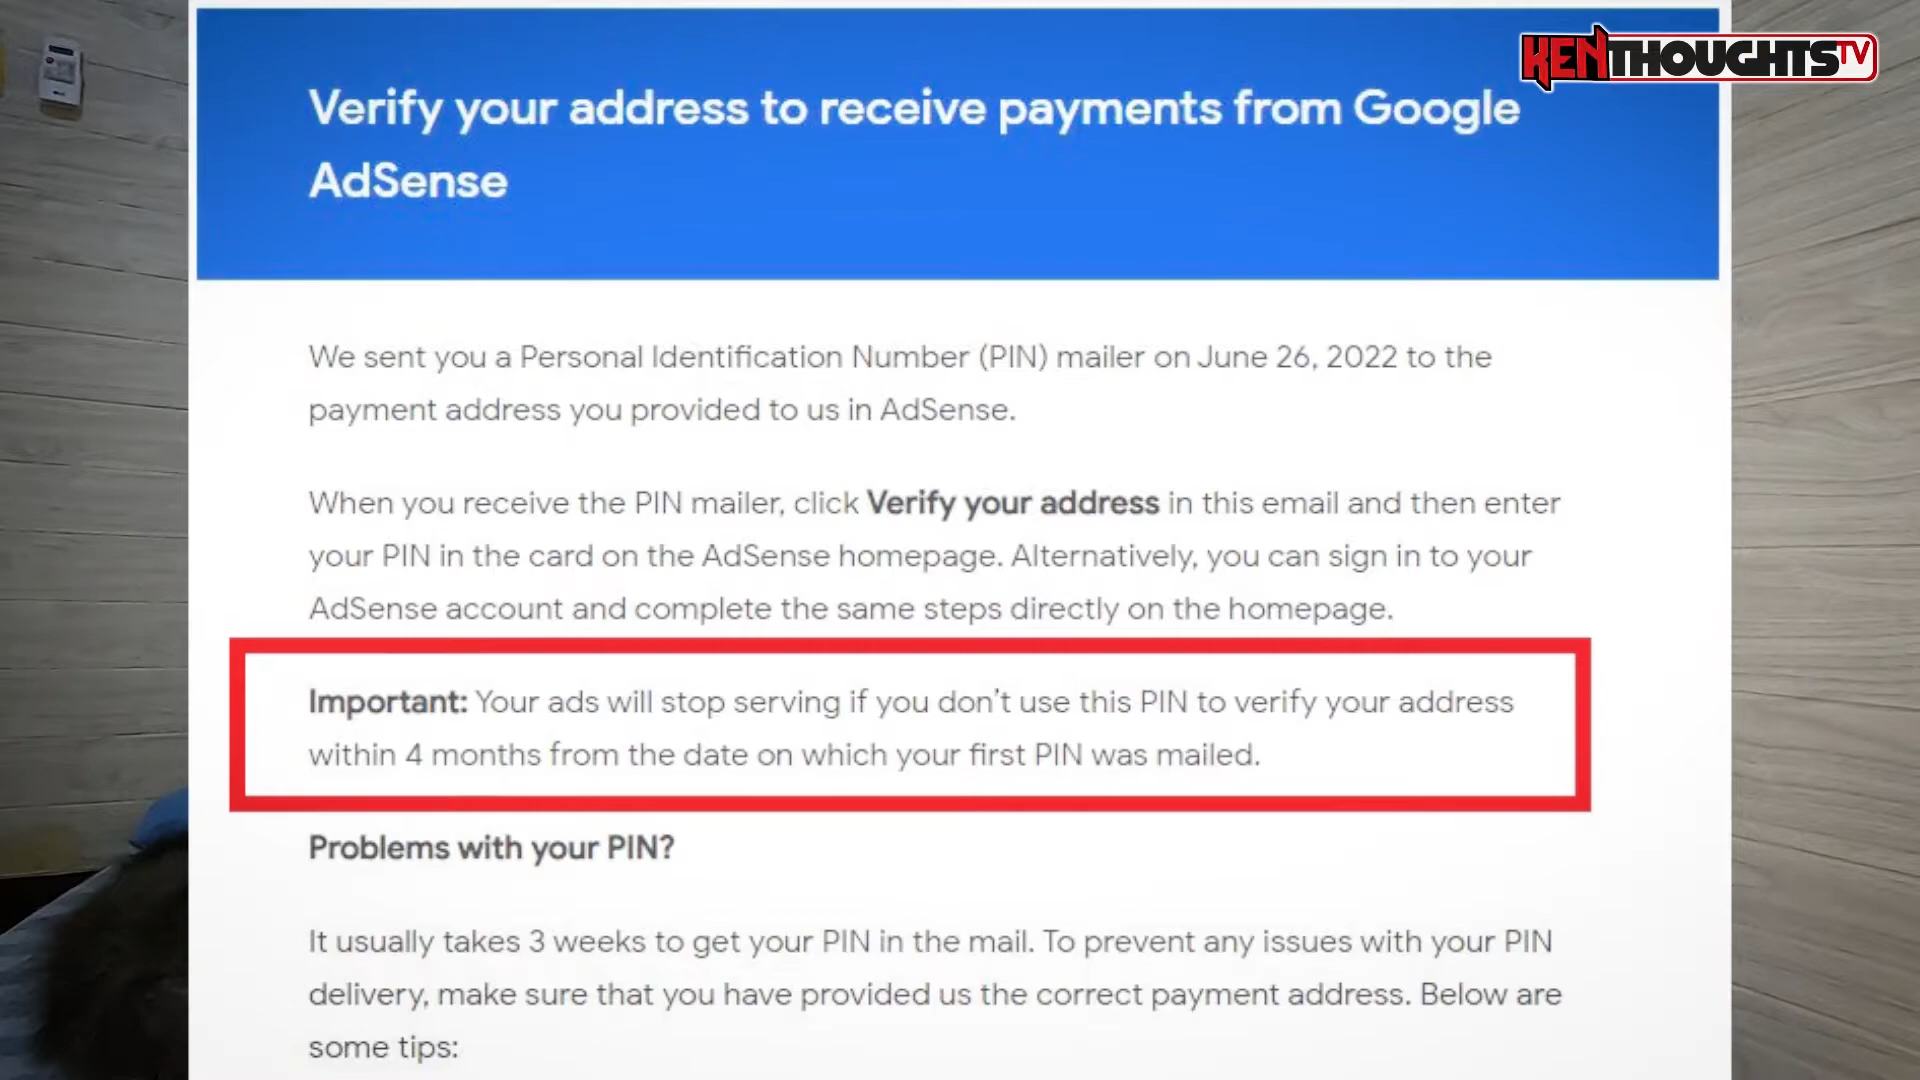 KENTHOUGHTSTV
Verify your address to receive payments from Google
AdSense
We sent you a Personal Identification Number (PIN) mailer on June 26, 2022 to the
payment address you provided to us in AdSense.
When you receive the PIN mailer, click Verify your address in this email and then enter
your PIN in the card on the AdSense homepage. Alternatively, you can sign in to your
AdSense account and complete the same steps directly on the homepage.
Important: Your ads will stop serving if you don't use this PIN to verify your address
within 4 months from the date on which your first PIN was mailed.
Problems with your PIN?
It usually takes 3 weeks to get your PIN in the mail. To prevent any issues with your PIN
delivery, make sure that you have provided us the correct payment address. Below are
some tips: